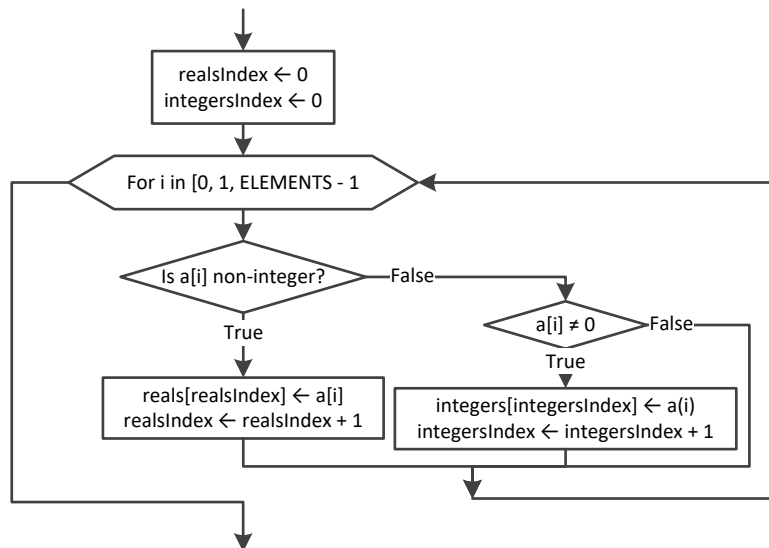 realsIndex ← 0
integersIndex ← 0
For i in [0, 1, ELEMENTS - 1
Is a[i] non-integer?
False
a[i] ≠ 0
False
True
True
reals[realsIndex] ← a[i]
realsIndex ← realsIndex + 1
integers[integersIndex] ← a(i)
integersIndex ← integersIndex + 1